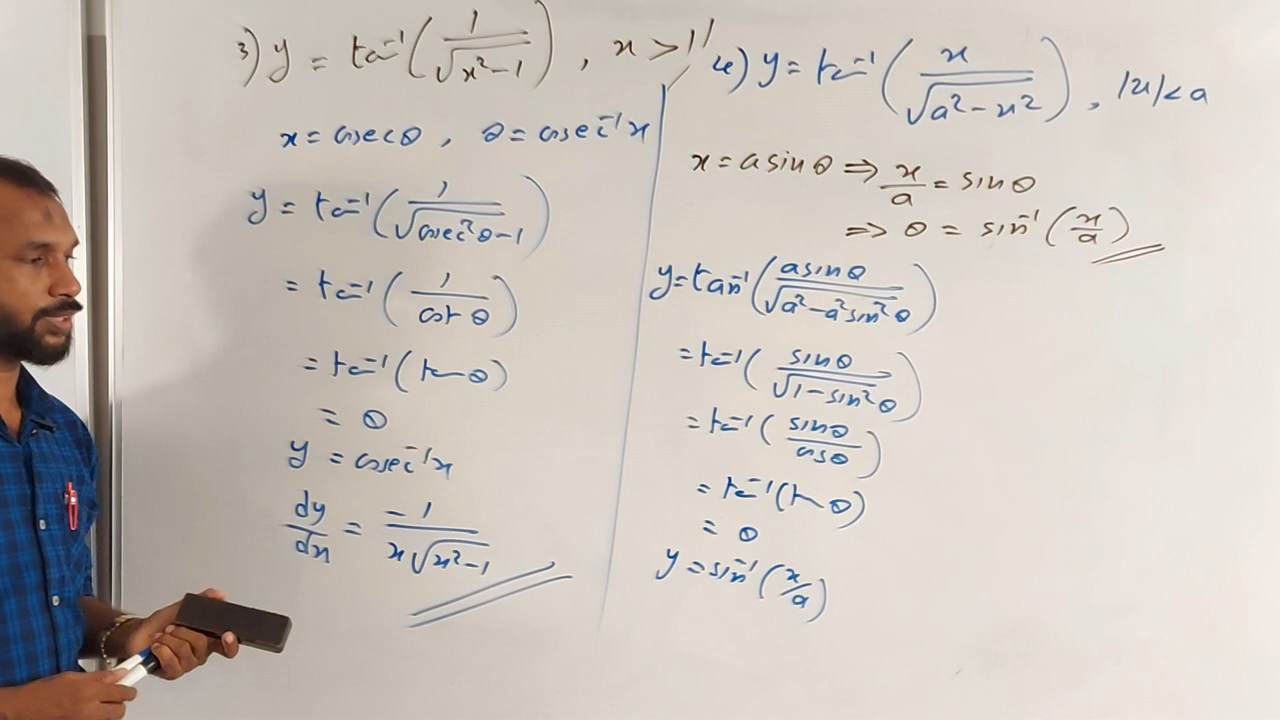 3) y = tan⁻¹(1/√(x²-1)), x > 1
x = cosec θ, θ = cosec⁻¹x
y = tan⁻¹(1/√(cosec²θ-1))
= tan⁻¹(1/cot θ)
= tan⁻¹(tan θ)
= θ
y = cosec⁻¹x
dy/dx = -1/(x√(x²-1))
4) y = tan⁻¹(x/√(a²-x²)), |x| < a
x = a sin θ ⇒ x/a = sin θ
⇒ θ = sin⁻¹(x/a)
y = tan⁻¹(a sin θ/√(a²-a²sin²θ))
= tan⁻¹(sin θ/√(1-sin²θ))
= tan⁻¹(sin θ/cos θ)
= tan⁻¹(tan θ)
= θ
y = sin⁻¹(x/a)